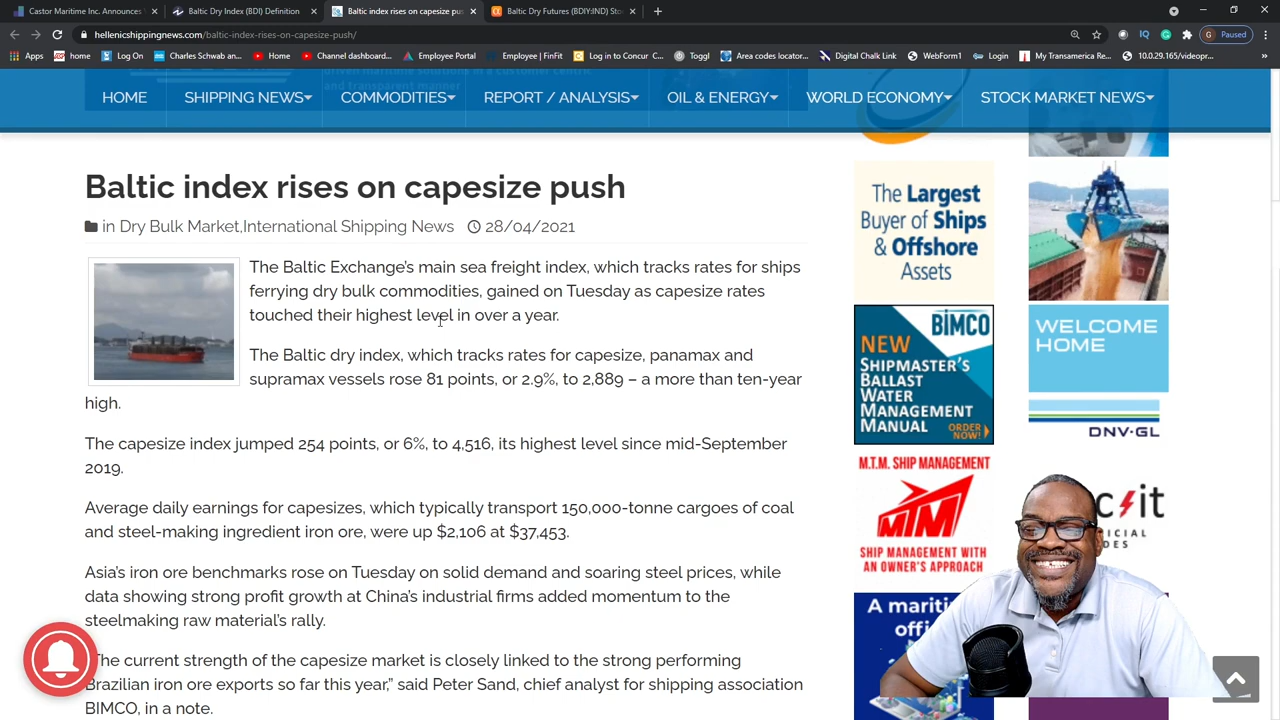 Castor Maritime Inc. Announces
Baltic Dry Index (BDI) Definition
Baltic index rises on capesize pus
Baltic Dry Futures (BDIY:IND) Sto
hellenicshippingnews.com/baltic-index-rises-on-capesize-push/
Paused
Apps
home
Log On
Charles Schwab an...
Home
Channel dashboard...
Employee Portal
Employee | FinFit
Log in to Concur C...
Toggl
Area codes locator...
Digital Chalk Link
WebForm1
Login
My Transamerica Re...
10.0.29.165/videopr...
and transparent manner
HOME
SHIPPING NEWS
COMMODITIES
REPORT / ANALYSIS
OIL & ENERGY
WORLD ECONOMY
STOCK MARKET NEWS
Baltic index rises on capesize push
in Dry Bulk Market,International Shipping News 28/04/2021
The Baltic Exchange's main sea freight index, which tracks rates for ships
ferrying dry bulk commodities, gained on Tuesday as capesize rates
touched their highest level in over a year.
The Baltic dry index, which tracks rates for capesize, panamax and
supramax vessels rose 81 points, or 2.9%, to 2,889 – a more than ten-year
high.
The capesize index jumped 254 points, or 6%, to 4,516, its highest level since mid-September
2019.
Average daily earnings for capesizes, which typically transport 150,000-tonne cargoes of coal
and steel-making ingredient iron ore, were up $2,106 at $37,453.
Asia's iron ore benchmarks rose on Tuesday on solid demand and soaring steel prices, while
data showing strong profit growth at China's industrial firms added momentum to the
steelmaking raw material's rally.
The current strength of the capesize market is closely linked to the strong performing
Brazilian iron ore exports so far this year," said Peter Sand, chief analyst for shipping association
BIMCO, in a note.
The Largest
Buyer of Ships
& Offshore
Assets
BIMCO
NEW
SHIPMASTER'S
BALLAST
WATER
MANAGEMENT
MANUAL
ORDER
NOW!
WELCOME
HOME
DNV·GL
M.T.M. SHIP MANAGEMENT
MTM
SHIP MANAGEMENT WITH
AN OWNER'S APPROACH